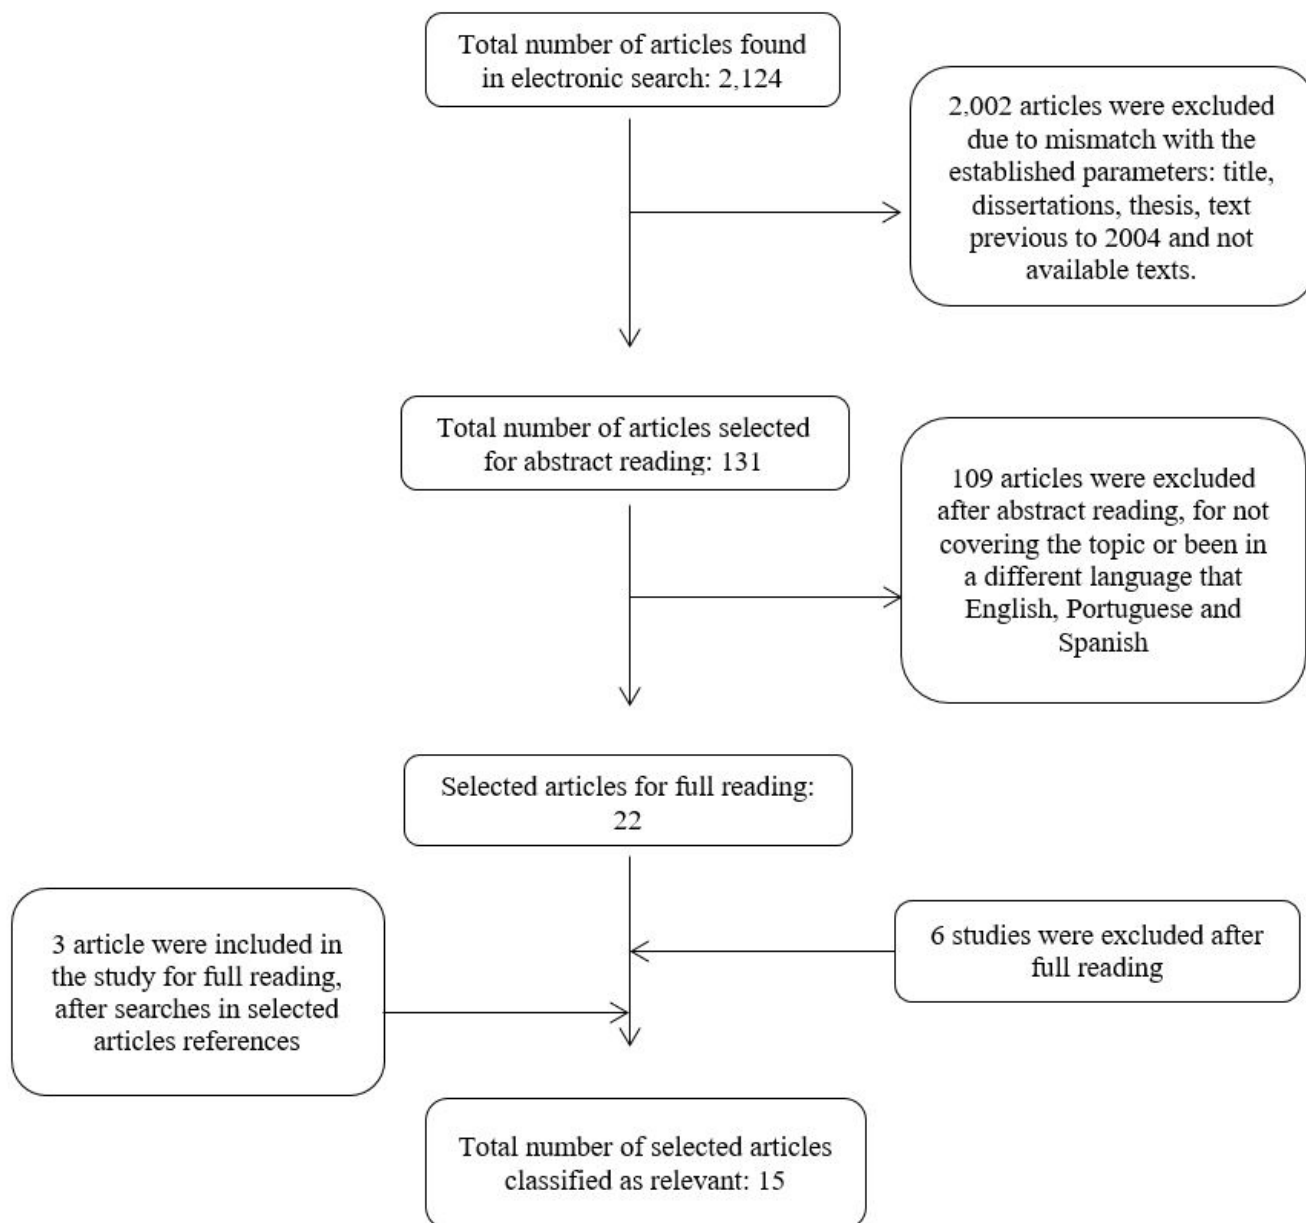 Total number of articles found
in electronic search: 2,124
2,002 articles were excluded
due to mismatch with the
established parameters: title,
dissertations, thesis, text
previous to 2004 and not
available texts.
Total number of articles selected
for abstract reading: 131
109 articles were excluded
after abstract reading, for not
covering the topic or been in
a different language that
English, Portuguese and
Spanish
Selected articles for full reading:
22
3 article were included in
the study for full reading,
after searches in selected
articles references
6 studies were excluded after
full reading
Total number of selected articles
classified as relevant: 15